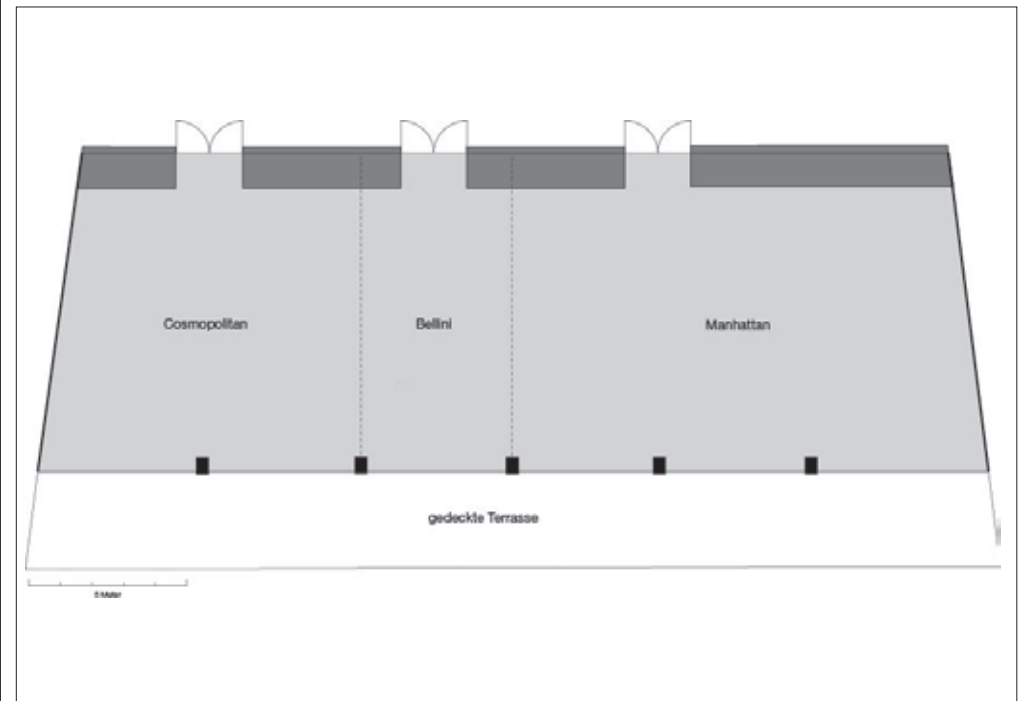 Cosmopolitan
Bellini
Manhattan
gedeckte Terrasse
5 Meter